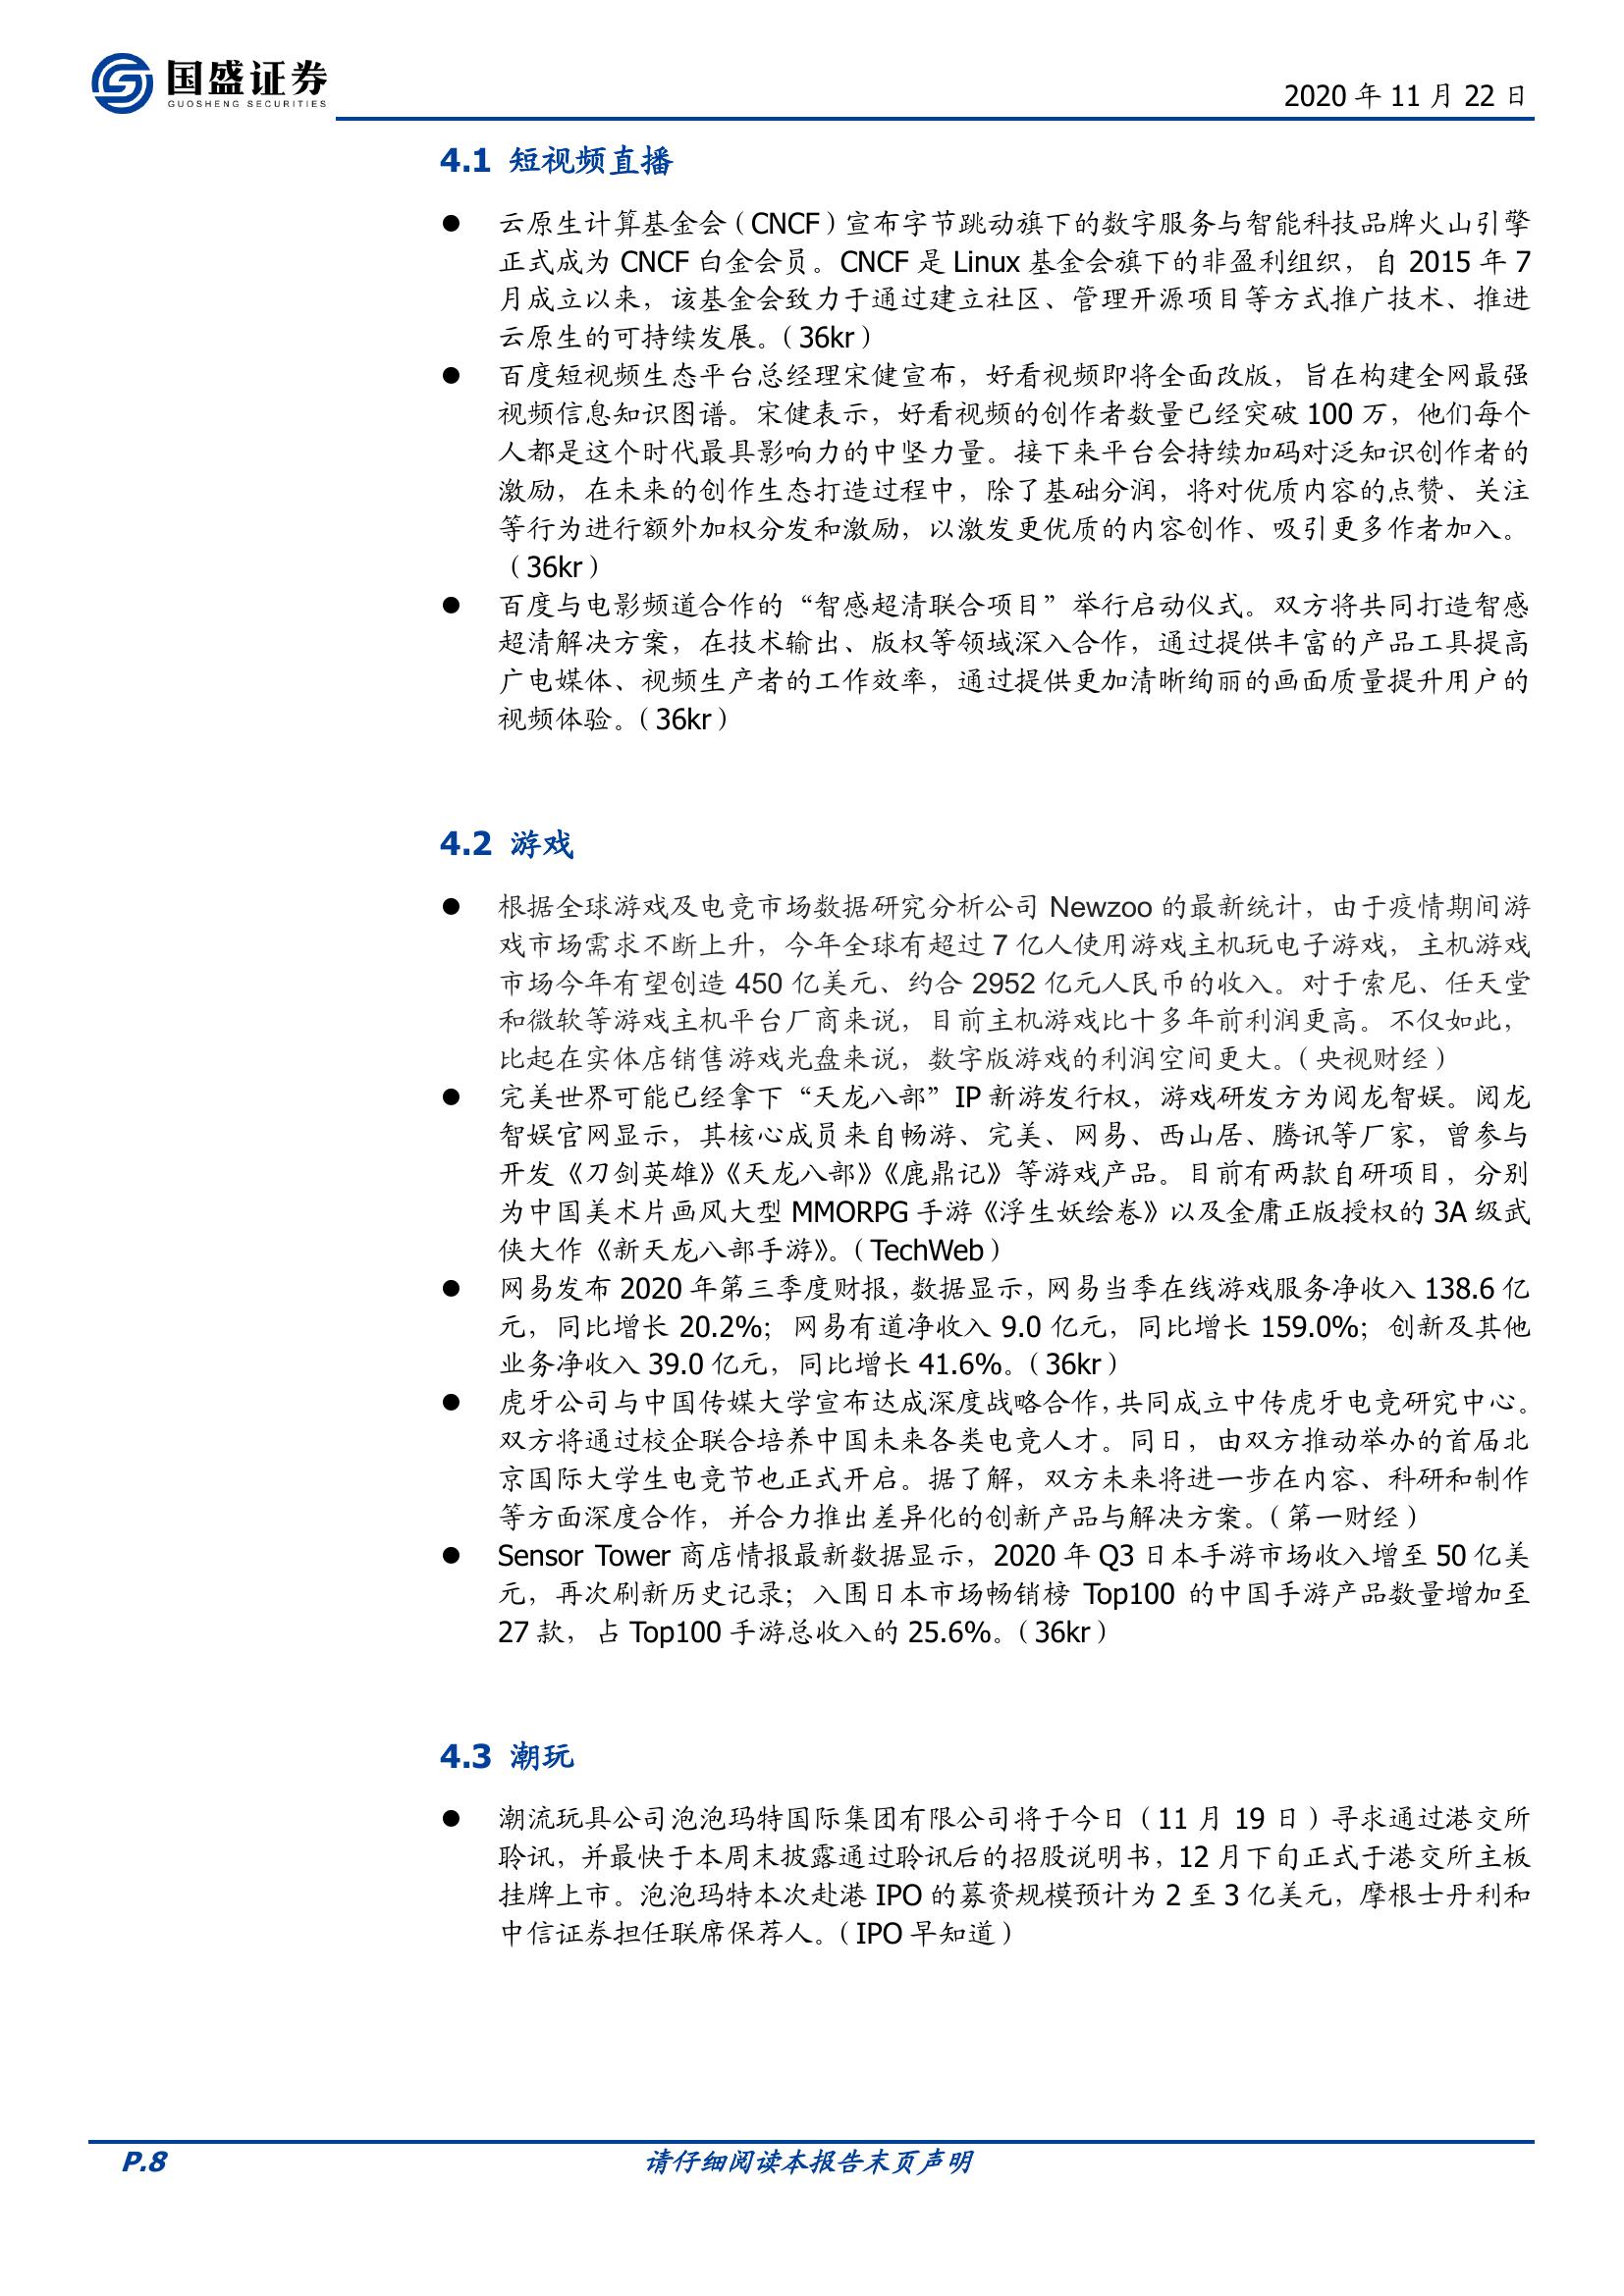 国盛证券
GUOSHENG SECURITIES
2020 年 11 月 22 日
4.1 短视频直播
● 云原生计算基金会（CNCF）宣布字节跳动旗下的数字服务与智能科技品牌火山引擎
正式成为 CNCF 白金会员。CNCF 是 Linux 基金会旗下的非盈利组织，自 2015 年 7
月成立以来，该基金会致力于通过建立社区、管理开源项目等方式推广技术、推进
云原生的可持续发展。（36kr）
● 百度短视频生态平台总经理宋健宣布，好看视频即将全面改版，旨在构建全网最强
视频信息知识图谱。宋健表示，好看视频的创作者数量已经突破 100 万，他们每个
人都是这个时代最具影响力的中坚力量。接下来平台会持续加码对泛知识创作者的
激励，在未来的创作生态打造过程中，除了基础分润，将对优质内容的点赞、关注
等行为进行额外加权分发和激励，以激发更优质的内容创作、吸引更多作者加入。
（36kr）
● 百度与电影频道合作的“智感超清联合项目”举行启动仪式。双方将共同打造智感
超清解决方案，在技术输出、版权等领域深入合作，通过提供丰富的产品工具提高
广电媒体、视频生产者的工作效率，通过提供更加清晰绚丽的画面质量提升用户的
视频体验。（36kr）
4.2 游戏
● 根据全球游戏及电竞市场数据研究分析公司 Newzoo 的最新统计，由于疫情期间游
戏市场需求不断上升，今年全球有超过 7 亿人使用游戏主机玩电子游戏，主机游戏
市场今年有望创造 450 亿美元、约合 2952 亿元人民币的收入。对于索尼、任天堂
和微软等游戏主机平台厂商来说，目前主机游戏比十多年前利润更高。不仅如此，
比起在实体店销售游戏光盘来说，数字版游戏的利润空间更大。（央视财经）
● 完美世界可能已经拿下“天龙八部”IP 新游发行权，游戏研发方为阅龙智娱。阅龙
智娱官网显示，其核心成员来自畅游、完美、网易、西山居、腾讯等厂家，曾参与
开发《刀剑英雄》《天龙八部》《鹿鼎记》等游戏产品。目前有两款自研项目，分别
为中国美术片画风大型 MMORPG 手游《浮生妖绘卷》以及金庸正版授权的 3A 级武
侠大作《新天龙八部手游》。（TechWeb）
● 网易发布 2020 年第三季度财报，数据显示，网易当季在线游戏服务净收入 138.6 亿
元，同比增长 20.2%；网易有道净收入 9.0 亿元，同比增长 159.0%；创新及其他
业务净收入 39.0 亿元，同比增长 41.6%。（36kr）
● 虎牙公司与中国传媒大学宣布达成深度战略合作，共同成立中传虎牙电竞研究中心。
双方将通过校企联合培养中国未来各类电竞人才。同日，由双方推动举办的首届北
京国际大学生电竞节也正式开启。据了解，双方未来将进一步在内容、科研和制作
等方面深度合作，并合力推出差异化的创新产品与解决方案。（第一财经）
● Sensor Tower 商店情报最新数据显示，2020 年 Q3 日本手游市场收入增至 50 亿美
元，再次刷新历史记录；入围日本市场畅销榜 Top100 的中国手游产品数量增加至
27 款，占 Top100 手游总收入的 25.6%。（36kr）
4.3 潮玩
● 潮流玩具公司泡泡玛特国际集团有限公司将于今日（11 月 19 日）寻求通过港交所
聆讯，并最快于本周末披露通过聆讯后的招股说明书，12 月下旬正式于港交所主板
挂牌上市。泡泡玛特本次赴港 IPO 的募资规模预计为 2 至 3 亿美元，摩根士丹利和
中信证券担任联席保荐人。（IPO 早知道）
P.8
请仔细阅读本报告末页声明